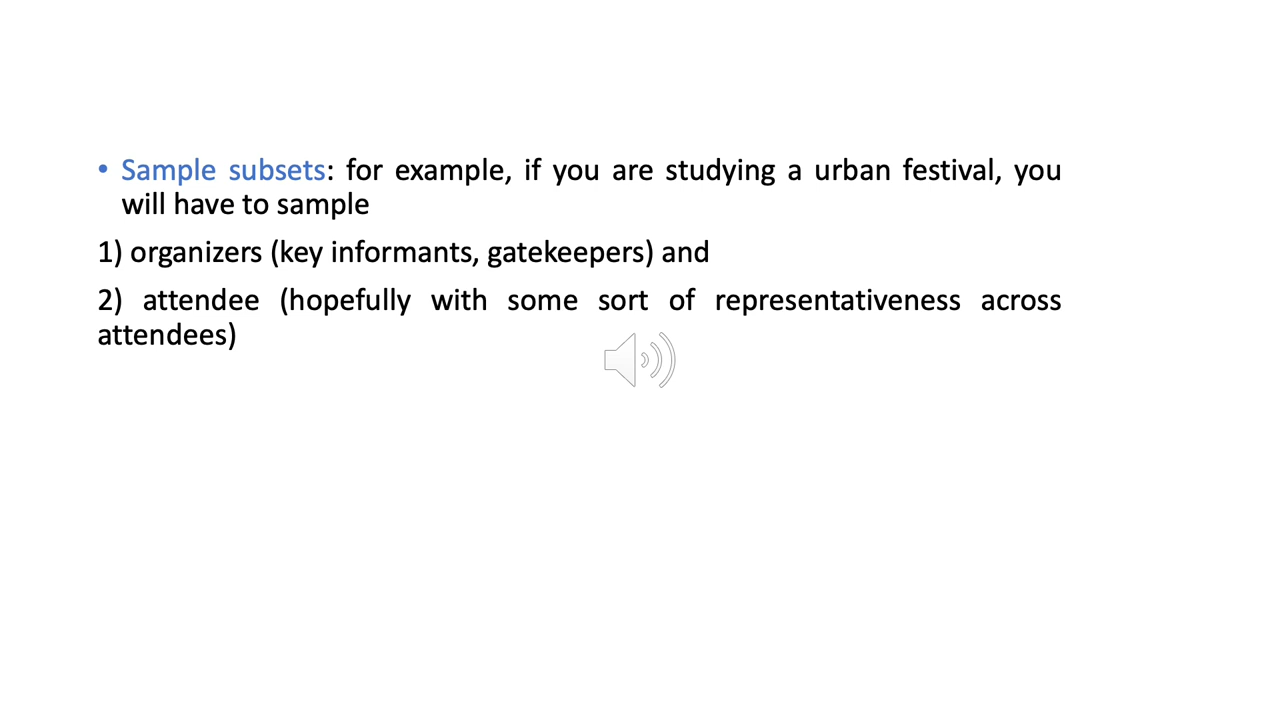 • Sample subsets: for example, if you are studying a urban festival, you
will have to sample
1) organizers (key informants, gatekeepers) and
2) attendee (hopefully with some sort of representativeness across
attendees)